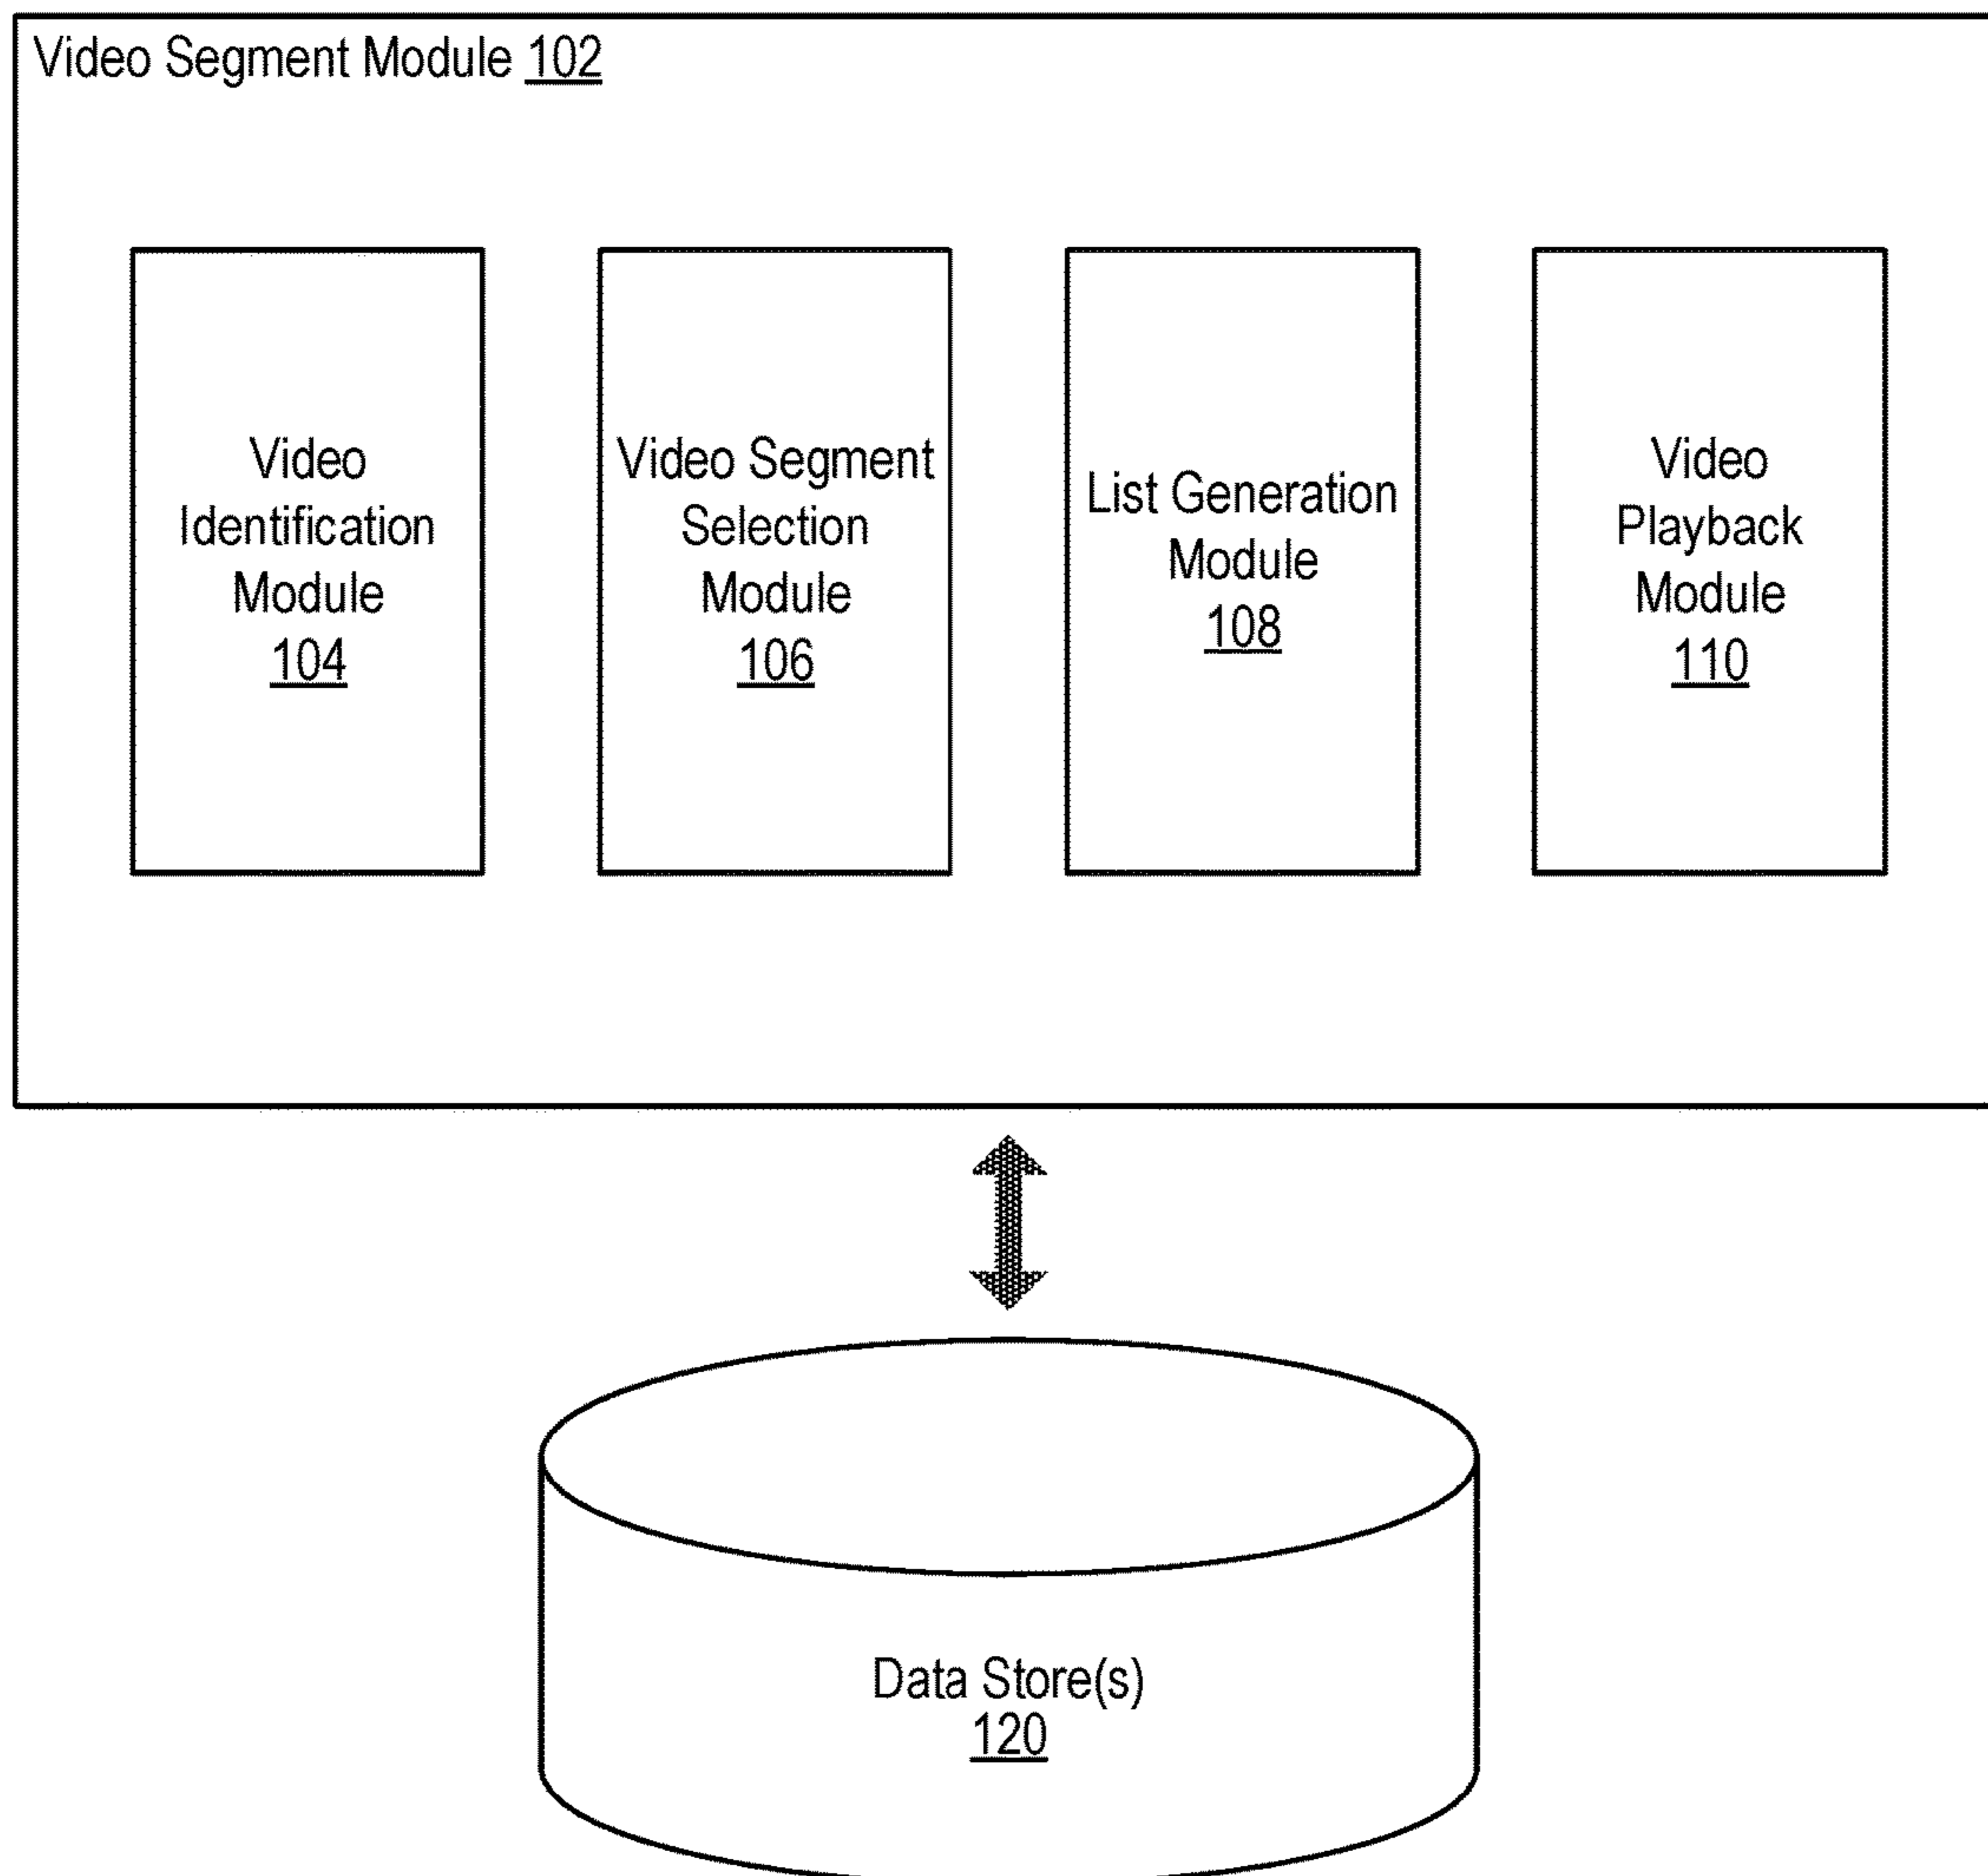 Video Segment Module 102
Video
Identification
Module
104
Video Segment
Selection
Module
106
List Generation
Module
108
Video
Playback
Module
110
Data Store(s)
120